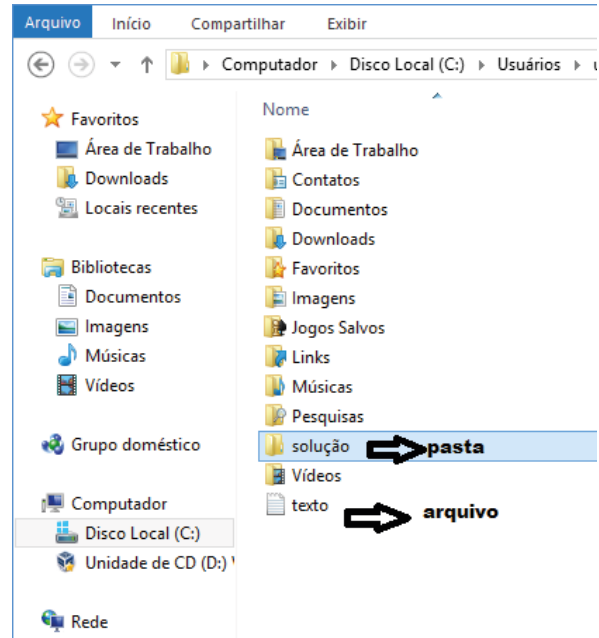 Arquivo Início Compartilhar Exibir
Computador Disco Local (C:) Usuários
Favoritos
Área de Trabalho
Downloads
Locais recentes
Bibliotecas
Documentos
Imagens
Músicas
Vídeos
Grupo doméstico
Computador
Disco Local (C:)
Unidade de CD (D:)
Rede
Nome
Área de Trabalho
Contatos
Documentos
Downloads
Favoritos
Imagens
Jogos Salvos
Links
Músicas
Pesquisas
solução pasta
Vídeos
texto arquivo